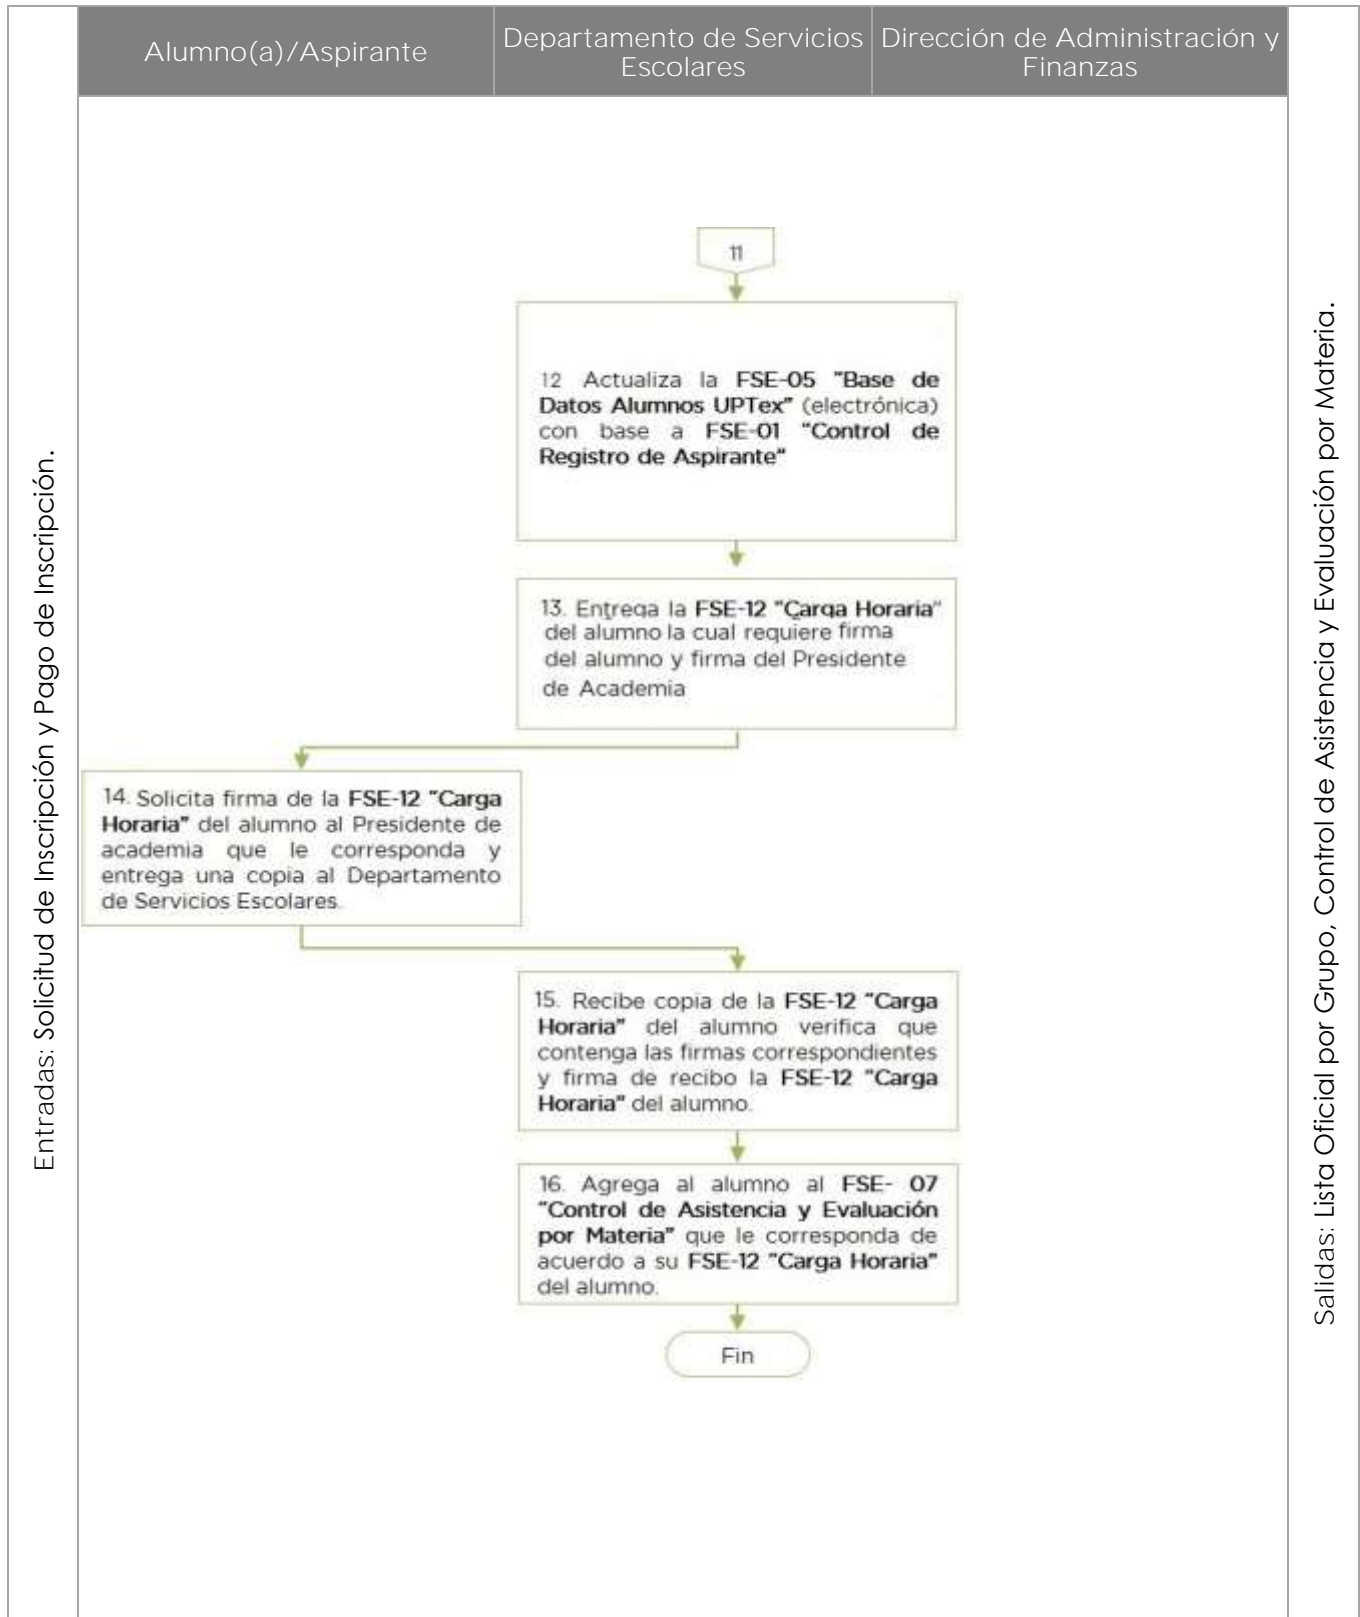 Alumno(a)/Aspirante
Departamento de Servicios
Escolares
Dirección de Administración y
Finanzas
Entradas: Solicitud de Inscripción y Pago de Inscripción.
11
12 Actualiza la FSE-05 "Base de
Datos Alumnos UPTex" (electrónica)
con base a FSE-01 "Control de
Registro de Aspirante"
13. Entrega la FSE-12 "Carga Horaria"
del alumno la cual requiere firma
del alumno y firma del Presidente
de Academia
14. Solicita firma de la FSE-12 "Carga
Horaria" del alumno al Presidente de
academia que le corresponda y
entrega una copia al Departamento
de Servicios Escolares.
15. Recibe copia de la FSE-12 "Carga
Horaria" del alumno verifica que
contenga las firmas correspondientes
y firma de recibo la FSE-12 "Carga
Horaria" del alumno.
16. Agrega al alumno al FSE- 07
"Control de Asistencia y Evaluación
por Materia" que le corresponda de
acuerdo a su FSE-12 "Carga Horaria"
del alumno.
Fin
Salidas: Lista Oficial por Grupo, Control de Asistencia y Evaluación por Materia.